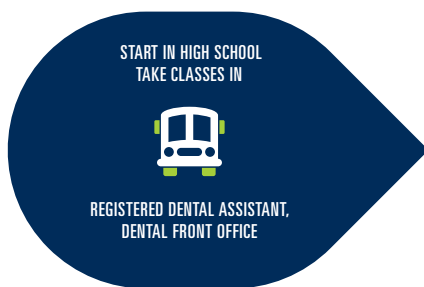 START IN HIGH SCHOOL
TAKE CLASSES IN
REGISTERED DENTAL ASSISTANT,
DENTAL FRONT OFFICE